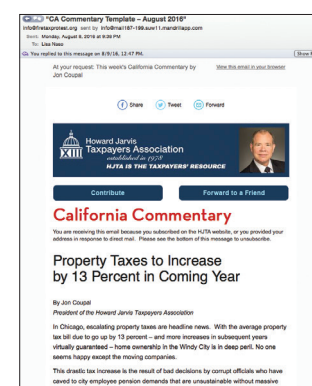 "CA Commentary Template – August 2016"
info@freetaxprotest.org sent by info@mail187-199.suw11.mandrillapp.com
Sent: Monday, August 8, 2016 at 9:38 PM
To: Lisa Naso
You replied to this message on 8/9/16, 12:47 PM.
At your request: This week's California Commentary by
Jon Coupal
View this email in your browser
Share Tweet Forward
XIII
Howard Jarvis
Taxpayers Association
established in 1978
HJTA IS THE TAXPAYERS' RESOURCE
Contribute Forward to a Friend
California Commentary
You are receiving this email because you subscribed on the HJTA website, or you provided your
address in response to direct mail. Please see the bottom of this message to unsubscribe.
Property Taxes to Increase
by 13 Percent in Coming Year
By Jon Coupal
President of the Howard Jarvis Taxpayers Association
In Chicago, escalating property taxes are headline news. With the average property
tax bill due to go up by 13 percent – and more increases in subsequent years
virtually guaranteed – home ownership in the Windy City is in deep peril. No one
seems happy except the moving companies.
This drastic tax increase is the result of bad decisions by corrupt officials who have
caved to city employee pension demands that are unsustainable without massive